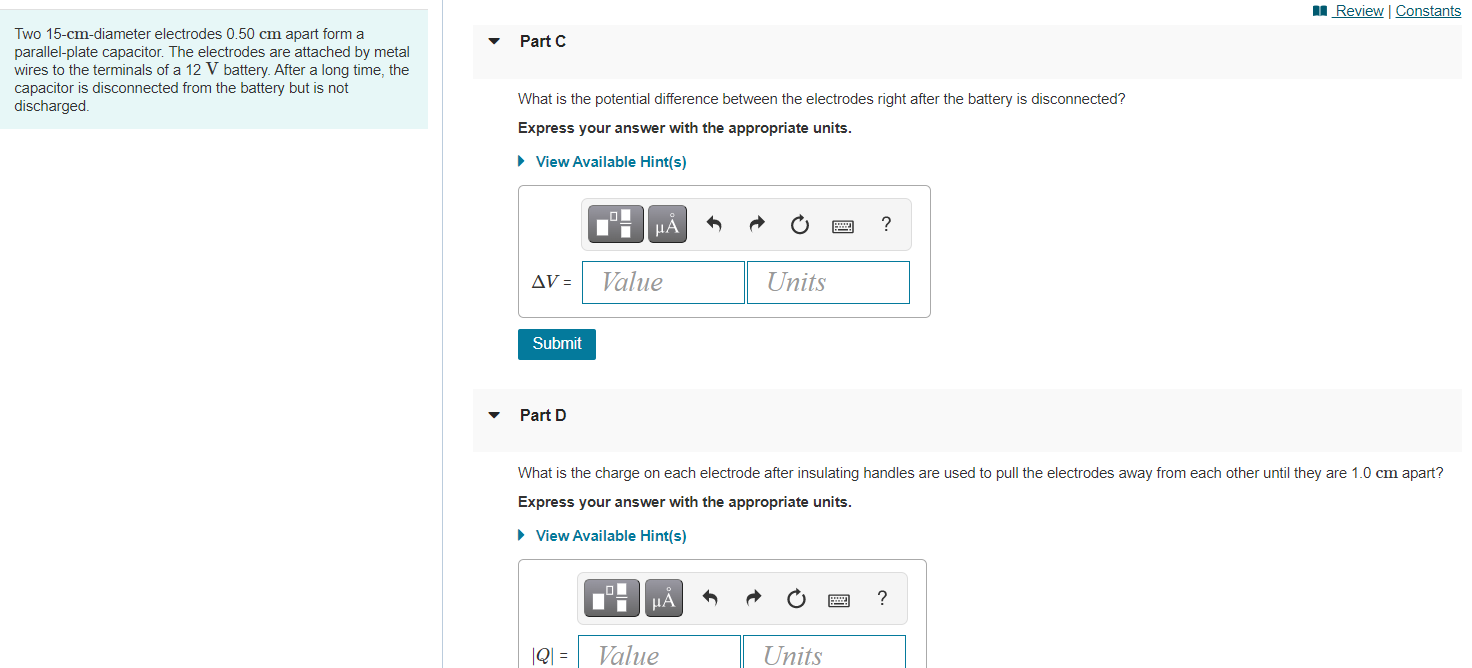 Review | Constants
Two 15-cm-diameter electrodes 0.50 cm apart form a
parallel-plate capacitor. The electrodes are attached by metal
wires to the terminals of a 12 V battery. After a long time, the
capacitor is disconnected from the battery but is not
discharged.
Part C
What is the potential difference between the electrodes right after the battery is disconnected?
Express your answer with the appropriate units.
View Available Hint(s)
μÅ ?
ΔV = Value Units
Submit
Part D
What is the charge on each electrode after insulating handles are used to pull the electrodes away from each other until they are 1.0 cm apart?
Express your answer with the appropriate units.
View Available Hint(s)
μÅ ?
|Q| = Value Units